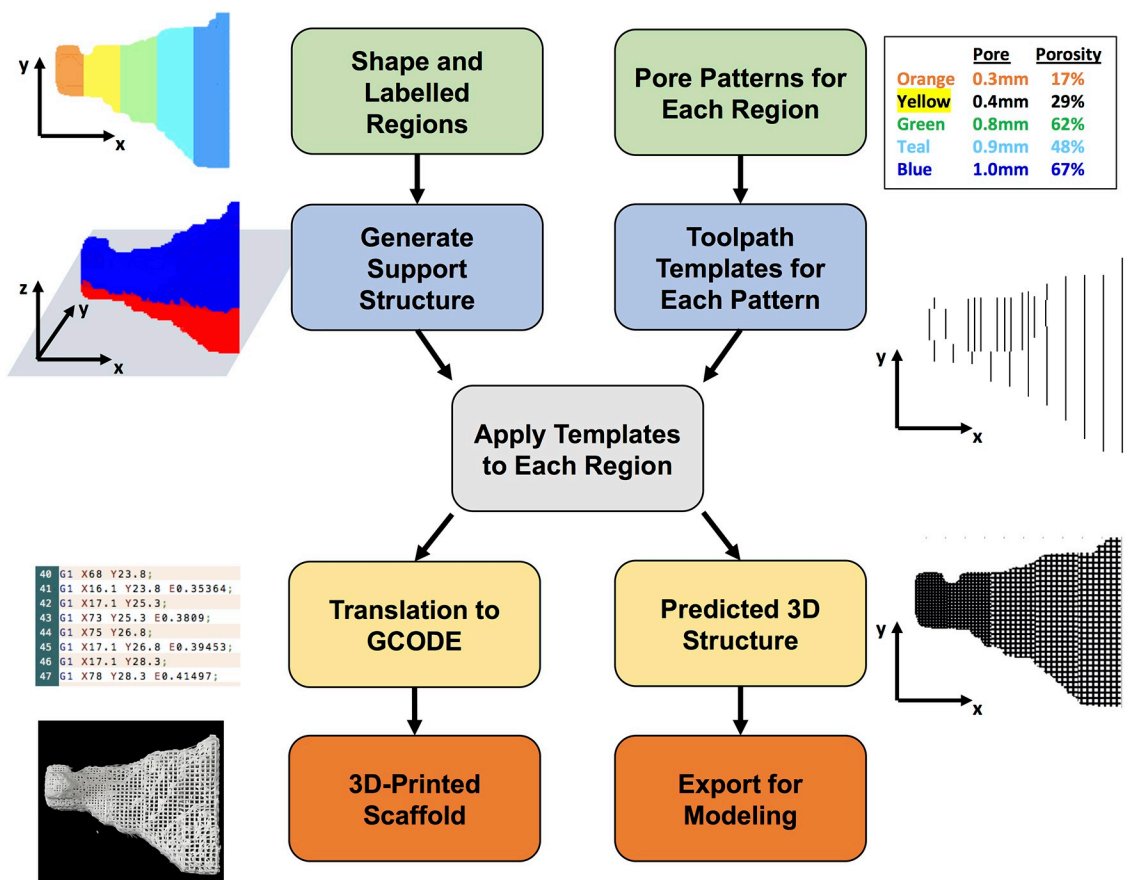 y
x
Shape and
Labelled
Regions
Pore Patterns for
Each Region
Pore Porosity
Orange 0.3mm 17%
Yellow 0.4mm 29%
Green 0.8mm 62%
Teal 0.9mm 48%
Blue 1.0mm 67%
z
y
x
Generate
Support
Structure
Toolpath
Templates for
Each Pattern
y
x
Apply Templates
to Each Region
40 G1 X68 Y23.8;
41 G1 X16.1 Y23.8 E0.35364;
42 G1 X17.1 Y25.3;
43 G1 X73 Y25.3 E0.3809;
44 G1 X75 Y26.8;
45 G1 X17.1 Y26.8 E0.39453;
46 G1 X17.1 Y28.3;
47 G1 X78 Y28.3 E0.41497;
Translation to
GCODE
Predicted 3D
Structure
y
x
3D-Printed
Scaffold
Export for
Modeling